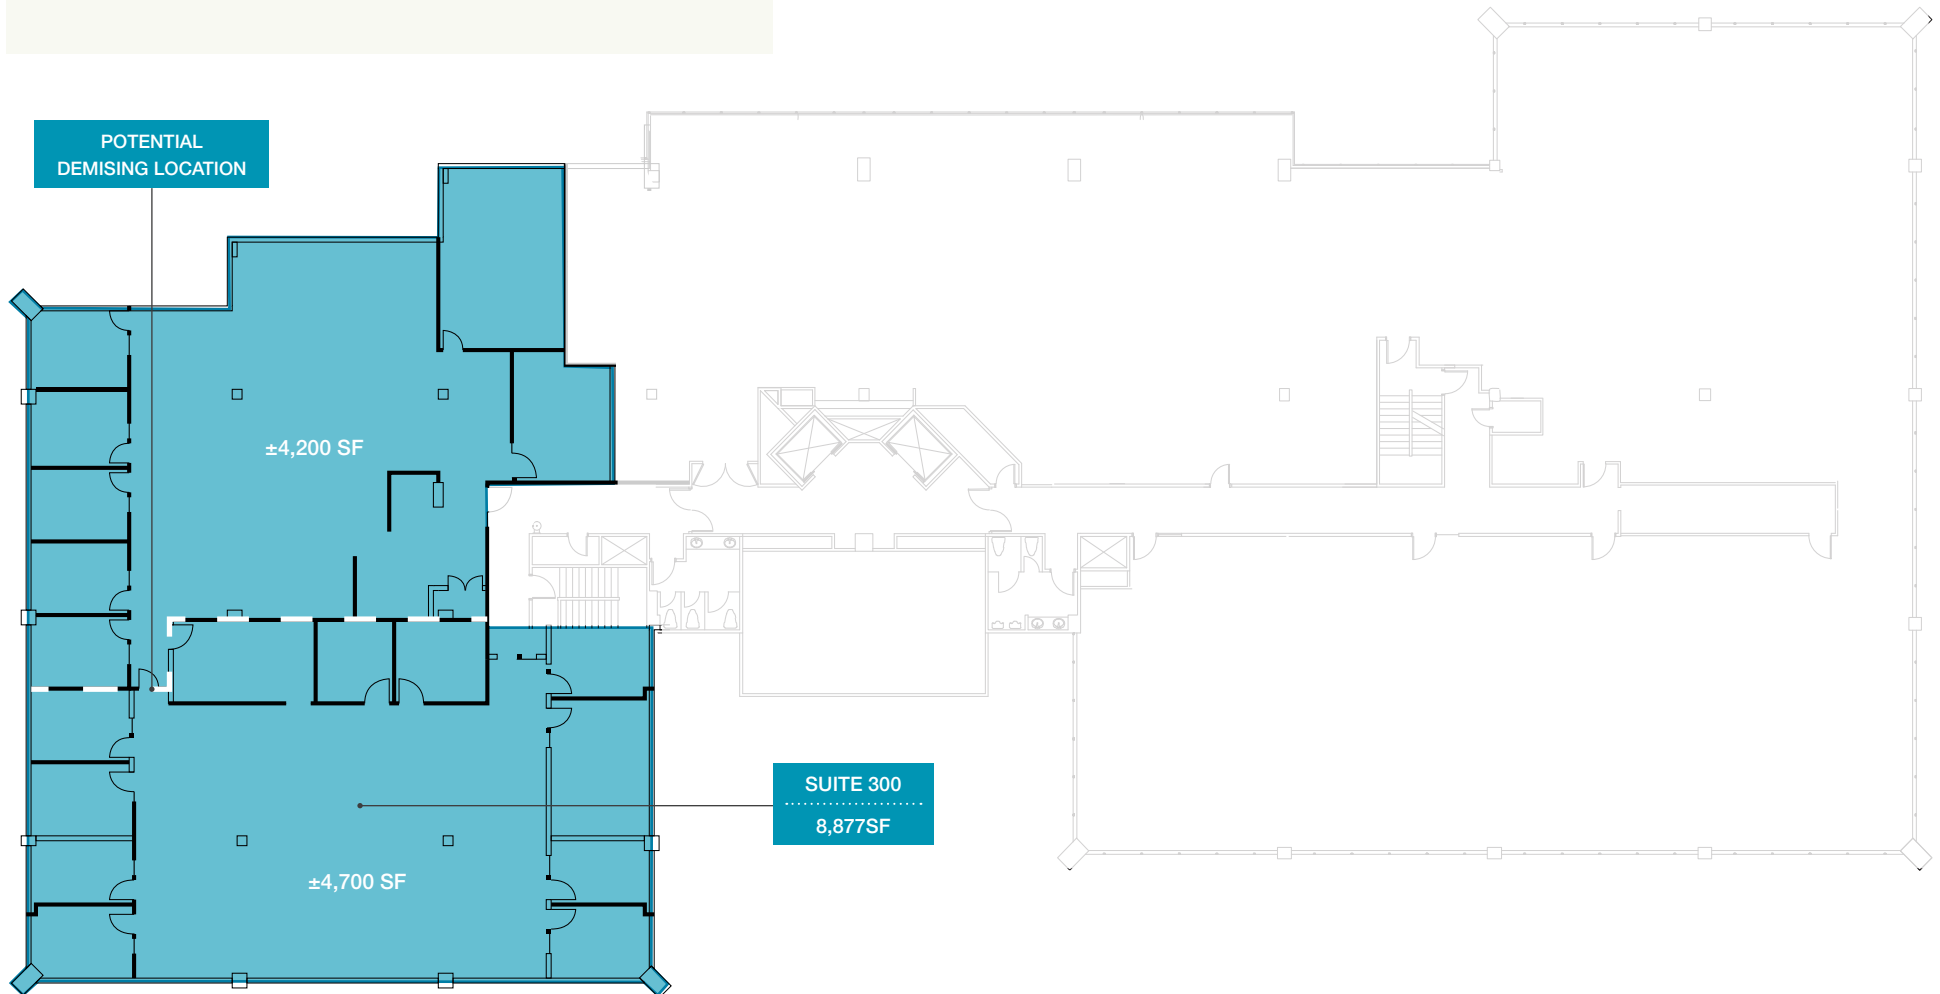 POTENTIAL
DEMISING LOCATION
±4,200 SF
SUITE 300
8,877SF
±4,700 SF